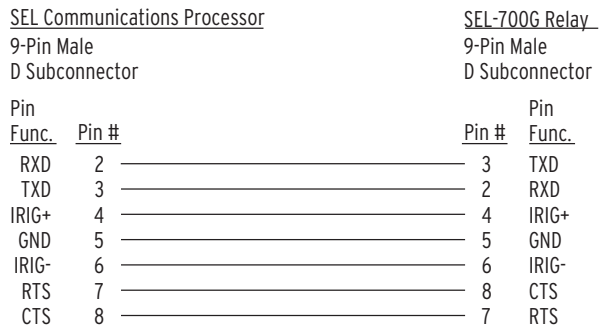 SEL Communications Processor SEL-700G Relay
9-Pin Male 9-Pin Male
D Subconnector D Subconnector
Pin Pin
Func. Pin # Pin # Func.
RXD 2 3 TXD
TXD 3 2 RXD
IRIG+ 4 4 IRIG+
GND 5 5 GND
IRIG- 6 6 IRIG-
RTS 7 8 CTS
CTS 8 7 RTS